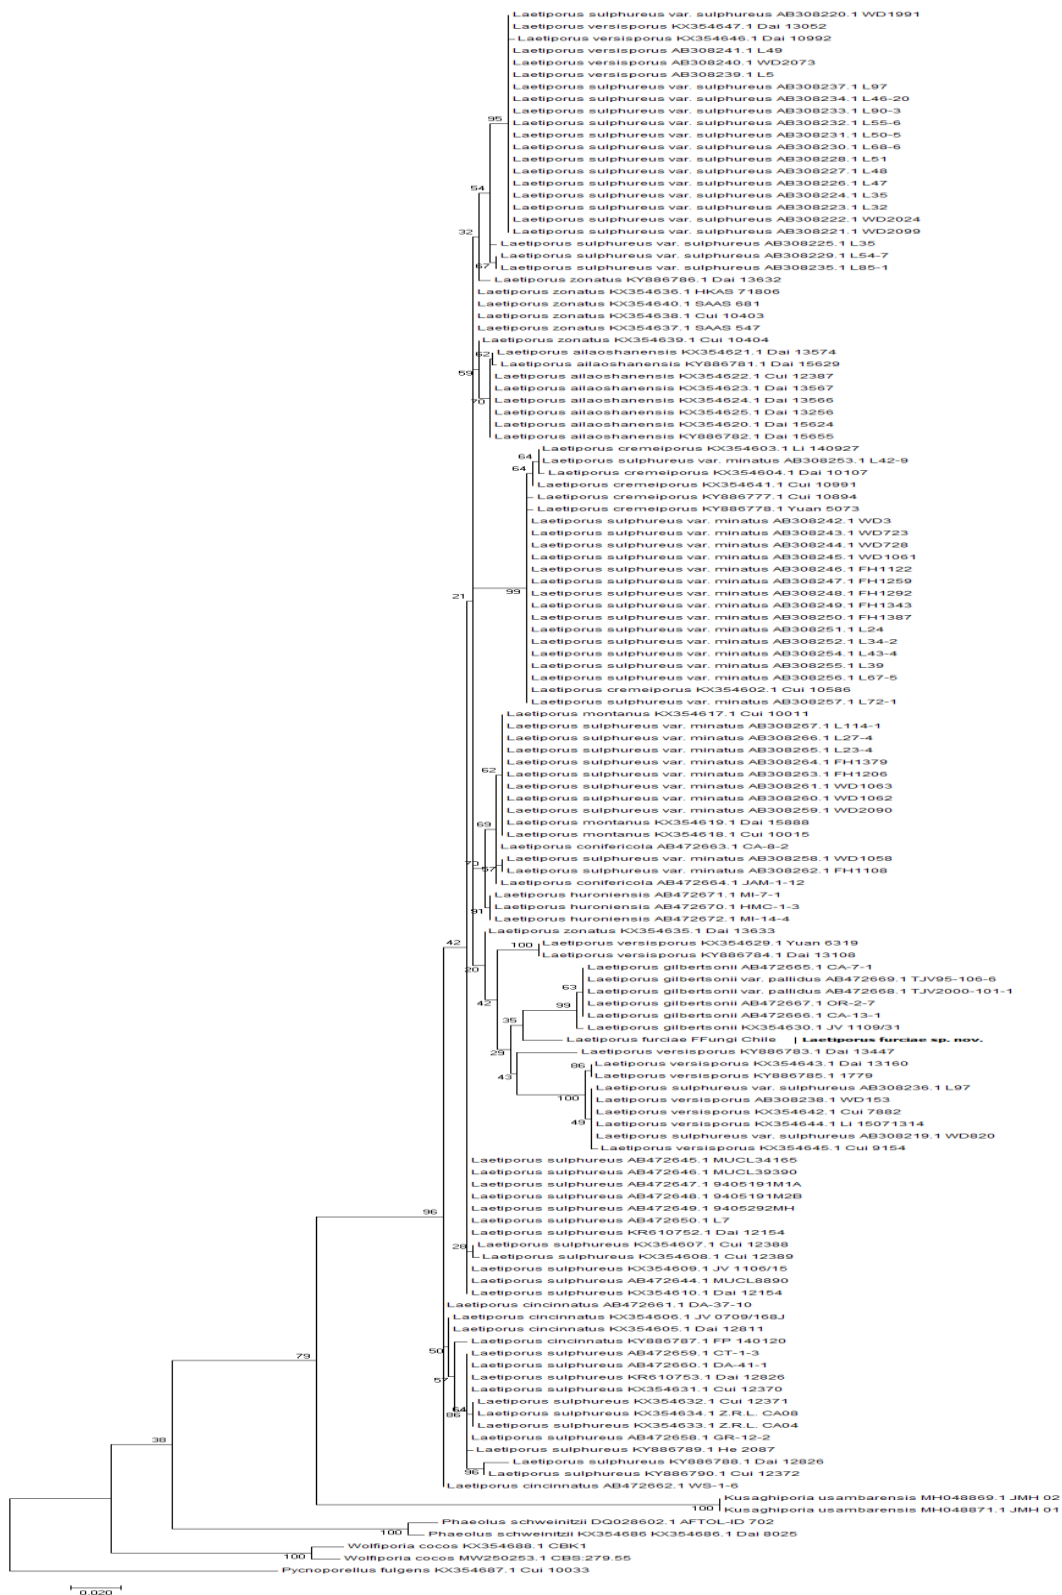 Laetiporus sulphureus var. sulphureus AB308220.1 WD1991
Laetiporus versisporus KX354647.1 Dai 13052
Laetiporus versisporus KX354646.1 Dai 10992
Laetiporus versisporus AB308241.1 L49
Laetiporus versisporus AB308240.1 WD2073
Laetiporus versisporus AB308239.1 L5
Laetiporus sulphureus var. sulphureus AB308237.1 L97
Laetiporus sulphureus var. sulphureus AB308234.1 L46-20
Laetiporus sulphureus var. sulphureus AB308233.1 L90-3
Laetiporus sulphureus var. sulphureus AB308232.1 L55-6
95
Laetiporus sulphureus var. sulphureus AB308231.1 L50-5
Laetiporus sulphureus var. sulphureus AB308230.1 L68-6
Laetiporus sulphureus var. sulphureus AB308228.1 L51
Laetiporus sulphureus var. sulphureus AB308227.1 L48
Laetiporus sulphureus var. sulphureus AB308226.1 L47
54
Laetiporus sulphureus var. sulphureus AB308224.1 L35
Laetiporus sulphureus var. sulphureus AB308223.1 L32
Laetiporus sulphureus var. sulphureus AB308222.1 WD2024
32
Laetiporus sulphureus var. sulphureus AB308221.1 WD2099
Laetiporus sulphureus var. sulphureus AB308225.1 L35
Laetiporus sulphureus var. sulphureus AB308229.1 L54-7
67
Laetiporus sulphureus var. sulphureus AB308235.1 L85-1
Laetiporus zonatus KY886786.1 Dai 13632
Laetiporus zonatus KX354636.1 HKAS 71806
Laetiporus zonatus KX354640.1 SAAS 681
Laetiporus zonatus KX354638.1 Cui 10403
Laetiporus zonatus KX354637.1 SAAS 547
Laetiporus zonatus KX354639.1 Cui 10404
62
Laetiporus ailaoshanensis KX354621.1 Dai 13574
Laetiporus ailaoshanensis KY886781.1 Dai 15629
59
Laetiporus ailaoshanensis KX354622.1 Cui 12387
Laetiporus ailaoshanensis KX354623.1 Dai 13567
70
Laetiporus ailaoshanensis KX354624.1 Dai 13566
Laetiporus ailaoshanensis KX354625.1 Dai 13256
Laetiporus ailaoshanensis KX354620.1 Dai 15624
Laetiporus ailaoshanensis KY886782.1 Dai 15655
Laetiporus cremeiporus KX354603.1 Li 140927
64
Laetiporus sulphureus var. minatus AB308253.1 L42-9
64
Laetiporus cremeiporus KX354604.1 Dai 10107
Laetiporus cremeiporus KX354641.1 Cui 10991
Laetiporus cremeiporus KY886777.1 Cui 10894
Laetiporus cremeiporus KY886778.1 Yuan 5073
Laetiporus sulphureus var. minatus AB308242.1 WD3
Laetiporus sulphureus var. minatus AB308243.1 WD723
Laetiporus sulphureus var. minatus AB308244.1 WD728
Laetiporus sulphureus var. minatus AB308245.1 WD1061
Laetiporus sulphureus var. minatus AB308246.1 FH1122
Laetiporus sulphureus var. minatus AB308247.1 FH1259
99
Laetiporus sulphureus var. minatus AB308248.1 FH1292
21
Laetiporus sulphureus var. minatus AB308249.1 FH1343
Laetiporus sulphureus var. minatus AB308250.1 FH1387
Laetiporus sulphureus var. minatus AB308251.1 L24
Laetiporus sulphureus var. minatus AB308252.1 L34-2
Laetiporus sulphureus var. minatus AB308254.1 L43-4
Laetiporus sulphureus var. minatus AB308255.1 L39
Laetiporus sulphureus var. minatus AB308256.1 L67-5
Laetiporus cremeiporus KX354602.1 Cui 10586
Laetiporus sulphureus var. minatus AB308257.1 L72-1
Laetiporus montanus KX354617.1 Cui 10011
Laetiporus sulphureus var. minatus AB308267.1 L114-1
Laetiporus sulphureus var. minatus AB308266.1 L27-4
Laetiporus sulphureus var. minatus AB308265.1 L23-4
Laetiporus sulphureus var. minatus AB308264.1 FH1379
62
Laetiporus sulphureus var. minatus AB308263.1 FH1206
Laetiporus sulphureus var. minatus AB308261.1 WD1063
Laetiporus sulphureus var. minatus AB308260.1 WD1062
Laetiporus sulphureus var. minatus AB308259.1 WD2090
69
Laetiporus montanus KX354619.1 Dai 15888
Laetiporus montanus KX354618.1 Cui 10015
Laetiporus conifericola AB472663.1 CA-8-2
70
Laetiporus sulphureus var. minatus AB308258.1 WD1058
57
Laetiporus sulphureus var. minatus AB308262.1 FH1108
Laetiporus conifericola AB472664.1 JAM-1-12
Laetiporus huroniensis AB472671.1 MI-7-1
91
Laetiporus huroniensis AB472670.1 HMC-1-3
Laetiporus huroniensis AB472672.1 MI-14-4
Laetiporus zonatus KX354635.1 Dai 13633
42
100
Laetiporus versisporus KX354629.1 Yuan 6319
Laetiporus versisporus KY886784.1 Dai 13108
20
Laetiporus gilbertsonii AB472665.1 CA-7-1
Laetiporus gilbertsonii var. pallidus AB472669.1 TJV95-106-6
63
Laetiporus gilbertsonii var. pallidus AB472668.1 TJV2000-101-1
42
99
Laetiporus gilbertsonii AB472667.1 OR-2-7
Laetiporus gilbertsonii AB472666.1 CA-13-1
35
Laetiporus gilbertsonii KX354630.1 JV 1109/31
Laetiporus furciae FFungi Chile | Laetiporus furciae sp. nov.
29
Laetiporus versisporus KY886783.1 Dai 13447
86
Laetiporus versisporus KX354643.1 Dai 13160
43
Laetiporus versisporus KY886785.1 1779
Laetiporus sulphureus var. sulphureus AB308236.1 L97
100
Laetiporus versisporus AB308238.1 WD153
Laetiporus versisporus KX354642.1 Cui 7882
49
Laetiporus versisporus KX354644.1 Li 15071314
Laetiporus sulphureus var. sulphureus AB308219.1 WD820
Laetiporus versisporus KX354645.1 Cui 9154
Laetiporus sulphureus AB472645.1 MUCL34165
Laetiporus sulphureus AB472646.1 MUCL39390
Laetiporus sulphureus AB472647.1 9405191M1A
Laetiporus sulphureus AB472648.1 9405191M2B
96
Laetiporus sulphureus AB472649.1 9405292MH
Laetiporus sulphureus AB472650.1 L7
Laetiporus sulphureus KR610752.1 Dai 12154
28
Laetiporus sulphureus KX354607.1 Cui 12388
Laetiporus sulphureus KX354608.1 Cui 12389
Laetiporus sulphureus KX354609.1 JV 1106/15
Laetiporus sulphureus AB472644.1 MUCL8890
Laetiporus sulphureus KX354610.1 Dai 12154
Laetiporus cincinnatus AB472661.1 DA-37-10
Laetiporus cincinnatus KX354606.1 JV 0709/168J
Laetiporus cincinnatus KX354605.1 Dai 12811
Laetiporus cincinnatus KY886787.1 FP 140120
50
79
Laetiporus sulphureus AB472659.1 CT-1-3
Laetiporus sulphureus AB472660.1 DA-41-1
57
Laetiporus sulphureus KR610753.1 Dai 12826
Laetiporus sulphureus KX354631.1 Cui 12370
Laetiporus sulphureus KX354632.1 Cui 12371
64
86
Laetiporus sulphureus KX354634.1 Z.R.L. CA08
Laetiporus sulphureus KX354633.1 Z.R.L. CA04
38
Laetiporus sulphureus AB472658.1 GR-12-2
Laetiporus sulphureus KY886789.1 He 2087
Laetiporus sulphureus KY886788.1 Dai 12826
96
Laetiporus sulphureus KY886790.1 Cui 12372
Laetiporus cincinnatus AB472662.1 WS-1-6
Kusaghiporia usambarensis MH048869.1 JMH 02
100
Kusaghiporia usambarensis MH048871.1 JMH 01
Phaeolus schweinitzii DQ028602.1 AFTOL-ID 702
100
Phaeolus schweinitzii KX354686 KX354686.1 Dai 8025
Wolfiporia cocos KX354688.1 CBK1
100
Wolfiporia cocos MW250253.1 CBS:279.55
Pycnoporellus fulgens KX354687.1 Cui 10033
0.020